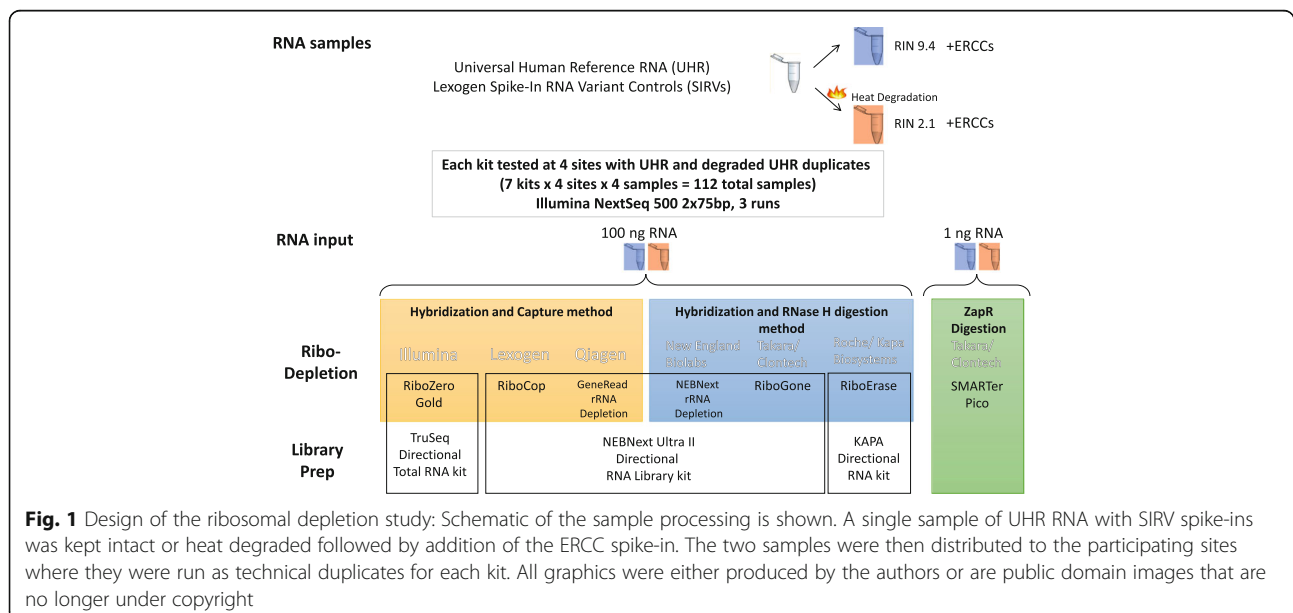 RNA samples
Universal Human Reference RNA (UHR)
Lexogen Spike-In RNA Variant Controls (SIRVs)
RIN 9.4 +ERCCs
Heat Degradation
RIN 2.1 +ERCCs
Each kit tested at 4 sites with UHR and degraded UHR duplicates
(7 kits x 4 sites x 4 samples = 112 total samples)
Illumina NextSeq 500 2x75bp, 3 runs
RNA input
100 ng RNA
1 ng RNA
Hybridization and Capture method
Hybridization and RNase H digestion
method
ZapR
Digestion
Ribo-
Depletion
Illumina
Lexogen
Qiagen
New England
Biolabs
Takara/
Clontech
Roche/ Kapa
Biosystems
Takara/
Clontech
RiboZero
Gold
RiboCop
GeneRead
rRNA
Depletion
NEBNext
rRNA
Depletion
RiboGone
RiboErase
SMARTer
Pico
Library
Prep
TruSeq
Directional
Total RNA kit
NEBNext Ultra II
Directional
RNA Library kit
KAPA
Directional
RNA kit
Fig. 1 Design of the ribosomal depletion study: Schematic of the sample processing is shown. A single sample of UHR RNA with SIRV spike-ins
was kept intact or heat degraded followed by addition of the ERCC spike-in. The two samples were then distributed to the participating sites
where they were run as technical duplicates for each kit. All graphics were either produced by the authors or are public domain images that are
no longer under copyright